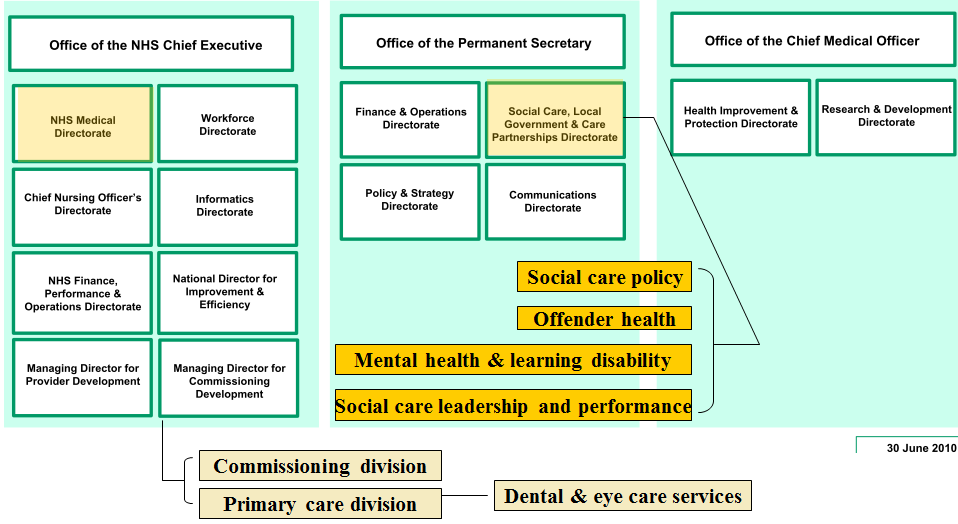 Office of the NHS Chief Executive
NHS Medical
Directorate
Workforce
Directorate
Chief Nursing Officer's
Directorate
Informatics
Directorate
NHS Finance,
Performance &
Operations Directorate
National Director for
Improvement &
Efficiency
Managing Director for
Provider Development
Managing Director for
Commissioning
Development
Office of the Permanent Secretary
Finance & Operations
Directorate
Social Care, Local
Government & Care
Partnerships Directorate
Policy & Strategy
Directorate
Communications
Directorate
Office of the Chief Medical Officer
Health Improvement &
Protection Directorate
Research & Development
Directorate
Social care policy
Offender health
Mental health & learning disability
Social care leadership and performance
30 June 2010
Commissioning division
Primary care division
Dental & eye care services